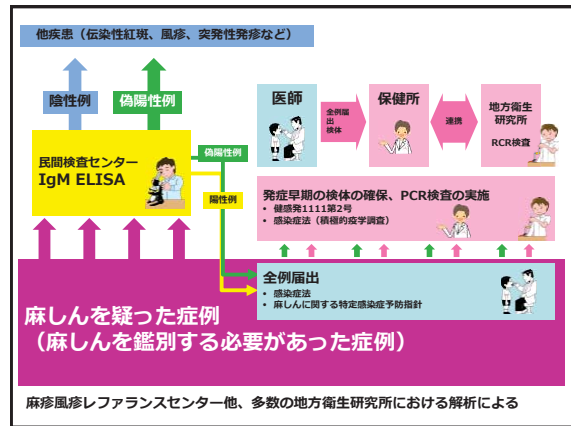 他疾患（伝染性紅斑、風疹、突発性発疹など）
陰性例
偽陽性例
民間検査センター
IgM ELISA
偽陽性例
陽性例
医師
全例届
出
検体
保健所
連携
地方衛生
研究所
RCR検査
発症早期の検体の確保、PCR検査の実施
• 健感発1111第2号
• 感染症法（積極的疫学調査）
全例届出
• 感染症法
• 麻しんに関する特定感染症予防指針
麻しんを疑った症例
（麻しんを鑑別する必要があった症例）
麻疹風疹レファランスセンター他、多数の地方衛生研究所における解析による